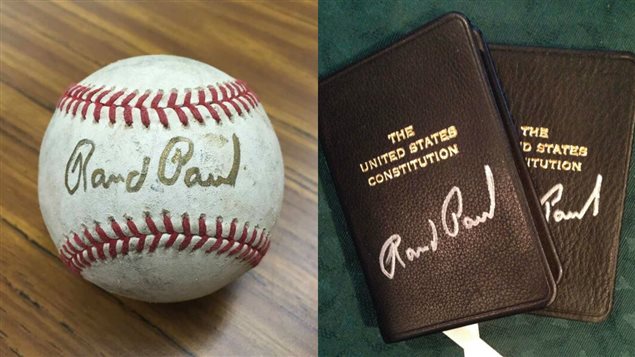 Rand Paul
THE
UNITED STATES
CONSTITUTION
Rand Paul
THE
STATES
Paul